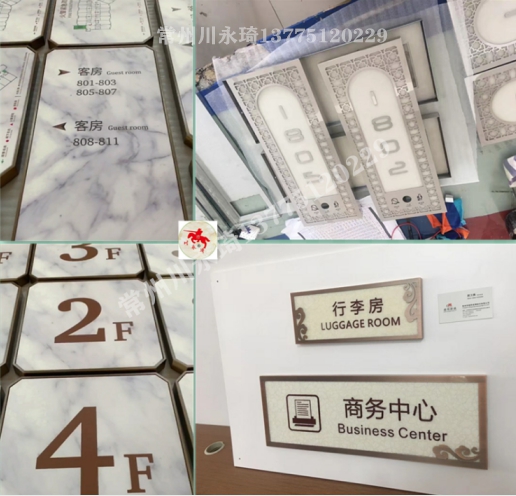 常州川永琦13775120229
客房 Guest room
801-803
805-807
客房 Guest room
808-811
1805
1802
3F
2F
4F
行李房
LUGGAGE ROOM
商务中心
Business Center